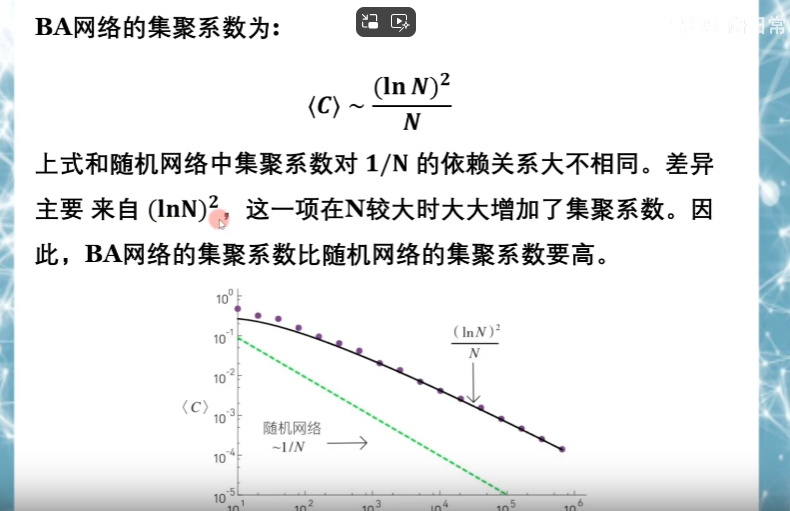 BA网络的集聚系数为:
⟨C⟩ ~ (ln N)² / N
上式和随机网络中集聚系数对 1/N 的依赖关系大不相同。差异
主要 来自 (lnN)²，这一项在N较大时大大增加了集聚系数。因
此，BA网络的集聚系数比随机网络的集聚系数要高。
10⁰
10⁻¹
10⁻²
⟨C⟩
10⁻³
10⁻⁴
10⁻⁵
(lnN)²
N
随机网络
~1/N
10¹ 10² 10³ 10⁴ 10⁵ 10⁶